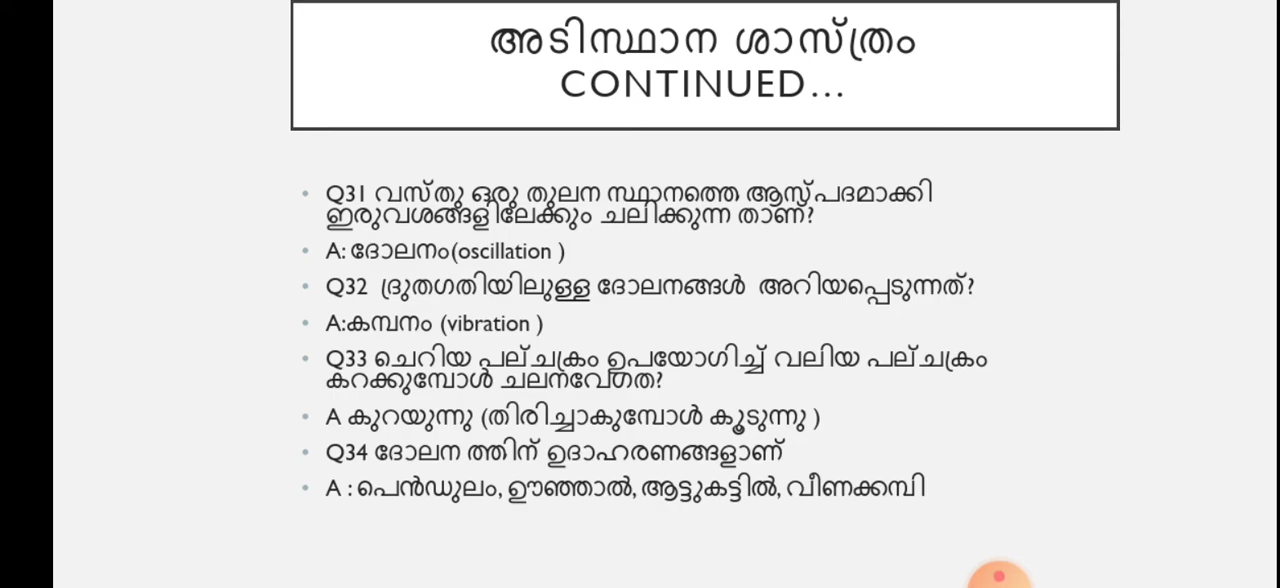 അടിസ്ഥാന ശാസ്ത്രം
CONTINUED...
• Q31 വസ്തു ഒരു തുലന സ്ഥാനത്തെ ആസ്പദമാക്കി
ഇരുവശങ്ങളിലേക്കും ചലിക്കുന്ന താണ്?
• A: ദോലനം(oscillation )
• Q32 ദ്രുതഗതിയിലുള്ള ദോലനങ്ങൾ അറിയപ്പെടുന്നത്?
• A:കമ്പനം (vibration )
• Q33 ചെറിയ പല്ചക്രം ഉപയോഗിച്ച് വലിയ പല്ചക്രം
കറക്കുമ്പോൾ ചലനവേഗത?
• A കുറയുന്നു (തിരിച്ചാകുമ്പോൾ കൂടുന്നു )
• Q34 ദോലന ത്തിന് ഉദാഹരണങ്ങളാണ്
• A : പെൻഡുലം, ഊഞ്ഞാൽ, ആട്ടുകട്ടിൽ, വീണക്കമ്പി